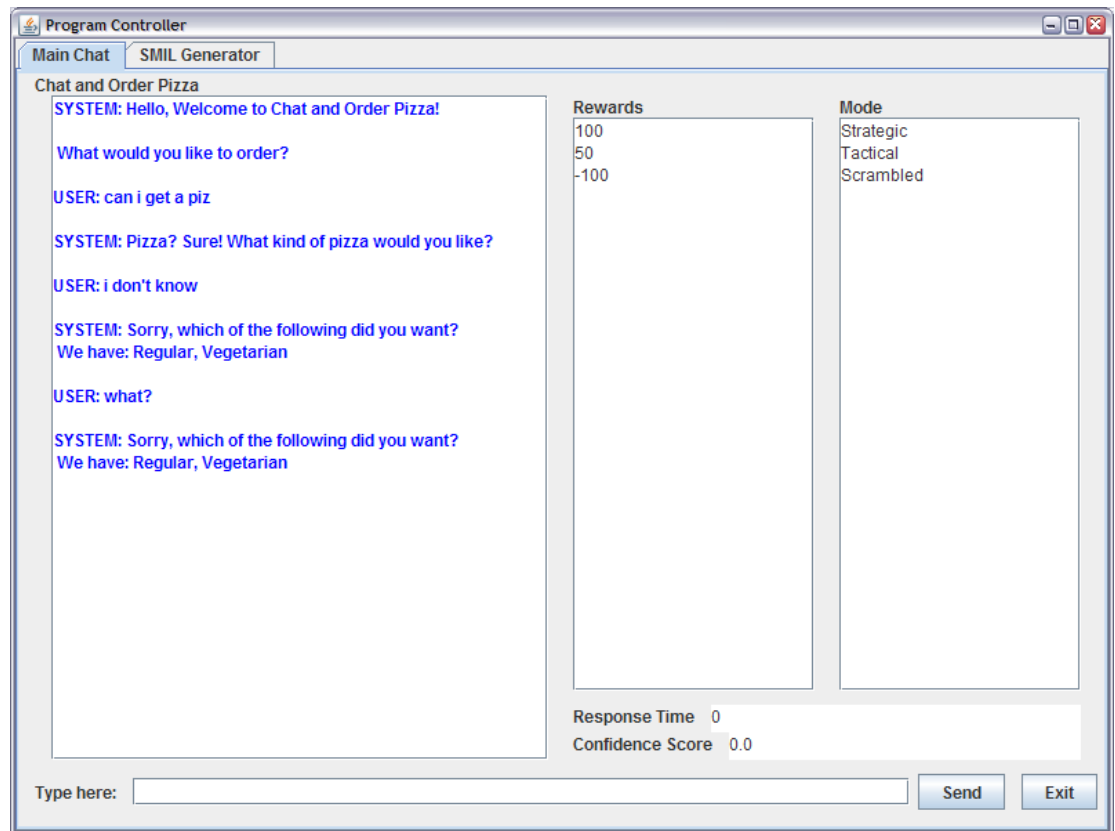 Program Controller
Main Chat SMIL Generator
Chat and Order Pizza
SYSTEM: Hello, Welcome to Chat and Order Pizza!
What would you like to order?
USER: can i get a piz
SYSTEM: Pizza? Sure! What kind of pizza would you like?
USER: i don't know
SYSTEM: Sorry, which of the following did you want?
We have: Regular, Vegetarian
USER: what?
SYSTEM: Sorry, which of the following did you want?
We have: Regular, Vegetarian
Rewards
100
50
-100
Mode
Strategic
Tactical
Scrambled
Response Time 0
Confidence Score 0.0
Type here:
Send
Exit